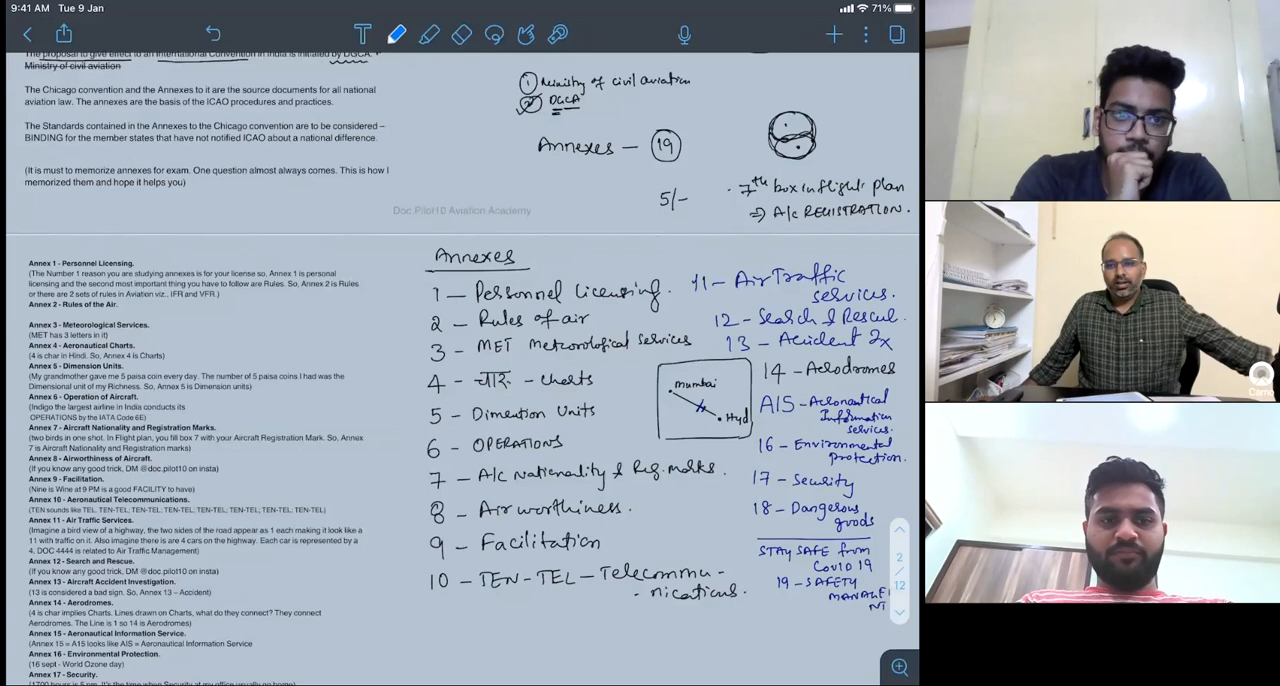 9:41 AM Tue 9 Jan
71%
The proposal to give effect to an International Convention in India is initiated by DGCA.
Ministry of civil aviation
The Chicago convention and the Annexes to it are the source documents for all national
aviation law. The annexes are the basis of the ICAO procedures and practices.
The Standards contained in the Annexes to the Chicago convention are to be considered –
BINDING for the member states that have not notified ICAO about a national difference.
(It is must to memorize annexes for exam. One question almost always comes. This is how I
memorized them and hope it helps you)
1 Ministry of civil aviation
2 DGCA
Annexes – 19
5/-
7th box in flight plan
⇒ A/c REGISTRATION.
Doc.Pilot10 Aviation Academy
Annex 1 - Personnel Licensing.
(The Number 1 reason you are studying annexes is for your license so, Annex 1 is personal
licensing and the second most important thing you have to follow are Rules. So, Annex 2 is Rules
or there are 2 sets of rules in Aviation viz., IFR and VFR.)
Annex 2 - Rules of the Air.
Annex 3 - Meteorological Services.
(MET has 3 letters in it)
Annex 4 - Aeronautical Charts.
(4 is char in Hindi. So, Annex 4 is Charts)
Annex 5 - Dimension Units.
(My grandmother gave me 5 paisa coin every day. The number of 5 paisa coins I had was the
Dimensional unit of my Richness. So, Annex 5 is Dimension units)
Annex 6 - Operation of Aircraft.
(Indigo the largest airline in India conducts its
OPERATIONS by the IATA Code 6E)
Annex 7 - Aircraft Nationality and Registration Marks.
(two birds in one shot. In Flight plan, you fill box 7 with your Aircraft Registration Mark. So, Annex
7 is Aircraft Nationality and Registration marks)
Annex 8 - Airworthiness of Aircraft.
(If you know any good trick, DM @doc.pilot10 on insta)
Annex 9 - Facilitation.
(Nine is Wine at 9 PM is a good FACILITY to have)
Annex 10 - Aeronautical Telecommunications.
(TEN sounds like TEL. TEN-TEL; TEN-TEL; TEN-TEL; TEN-TEL; TEN-TEL; TEN-TEL; TEN-TEL)
Annex 11 - Air Traffic Services.
(Imagine a bird view of a highway, the two sides of the road appear as 1 each making it look like a
11 with traffic on it. Also imagine there are 4 cars on the highway. Each car is represented by a
4. DOC 4444 is related to Air Traffic Management)
Annex 12 - Search and Rescue.
(If you know any good trick, DM @doc.pilot10 on insta)
Annex 13 - Aircraft Accident Investigation.
(13 is considered a bad sign. So, Annex 13 – Accident)
Annex 14 - Aerodromes.
(4 is char implies Charts. Lines drawn on Charts, what do they connect? They connect
Aerodromes. The Line is 1 so 14 is Aerodromes)
Annex 15 - Aeronautical Information Service.
(Annex 15 = A15 looks like AIS = Aeronautical Information Service
Annex 16 - Environmental Protection.
(16 sept - World Ozone day)
Annex 17 - Security.
(1700 hours is 5 pm. It's the time when Security at my office usually go home)
Annexes
1 – Personnel Licensing.
2 – Rules of air
3 – MET Metrorological services
4 – चार – Charts
5 – Dimention Units
6 – OPERATIONS
7 – A/c Nationality & Reg. marks.
8 – Air worthiness.
9 – Facilitation
10 – TEN-TEL – Telecommu-
nications.
11 – Air Traffic
services.
12 – Search & Rescue.
13 – Accident
14 – Aerodromes
AIS – Aeronautical
Information
services.
16 – Environmental
protection.
17 – Security
18 – Dangerous
goods
STAY SAFE from
Covid 19
19 – SAFETY
MANAGE
NT
mumbai
Hyd
2
12